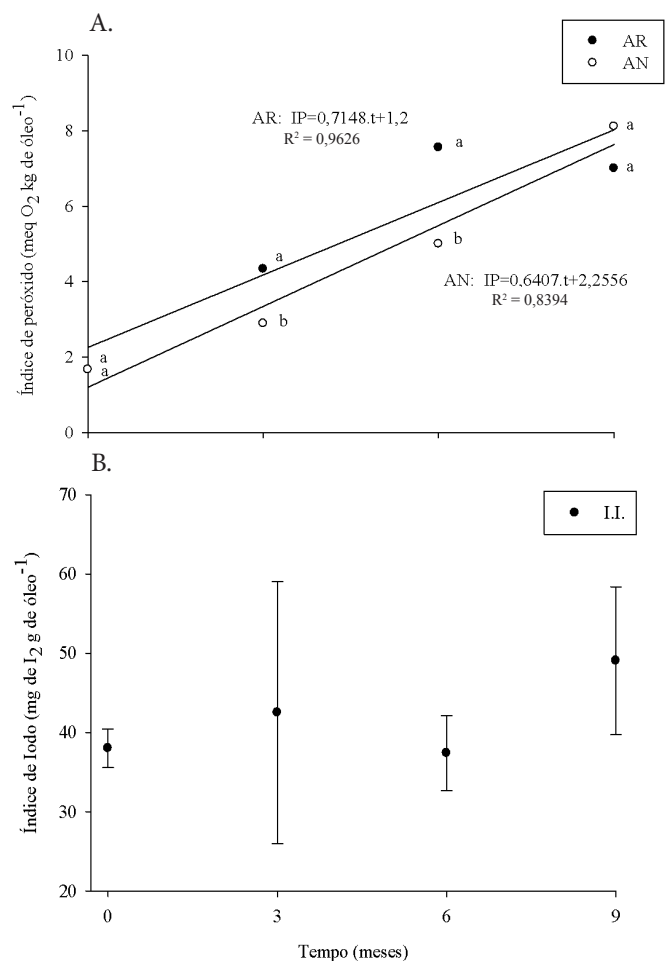 A.
AR
AN
10
8
6
4
2
0
Índice de peróxido (meq O2 kg de óleo-1)
AR: IP=0,7148.t+1,2
R² = 0,9626
a
a
a
a
a
b
b
a
AN: IP=0,6407.t+2,2556
R² = 0,8394
B.
I.I.
70
60
50
40
30
20
Índice de Iodo (mg de I2 g de óleo-1)
0 3 6 9
Tempo (meses)